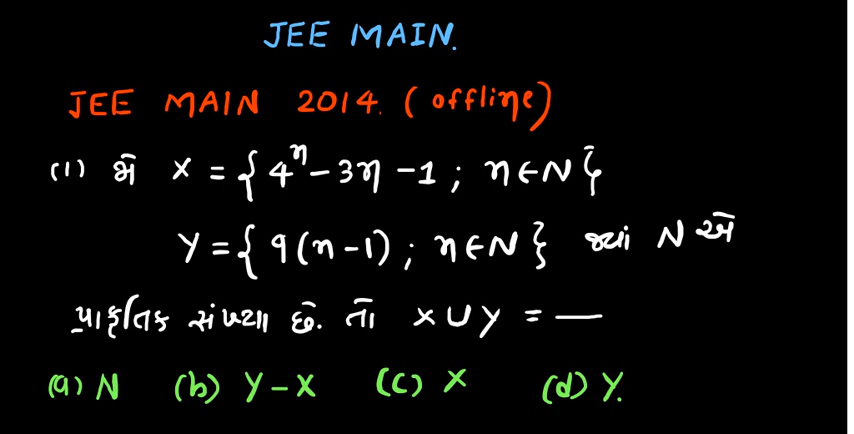 JEE MAIN.
JEE MAIN 2014. (offline)
(1) જો X = { 4ⁿ - 3n - 1 ; n ∈ N }
Y = { 9(n-1) ; n ∈ N } જ્યાં N એ
પ્રાકૃતિક સંખ્યા છે. તો X ∪ Y = —
(a) N (b) Y - X (c) X (d) Y.